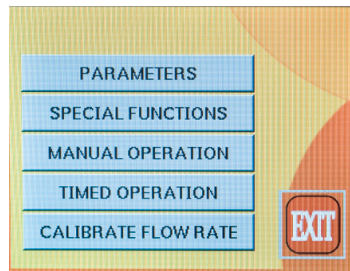 PARAMETERS
SPECIAL FUNCTIONS
MANUAL OPERATION
TIMED OPERATION
CALIBRATE FLOW RATE
EXIT